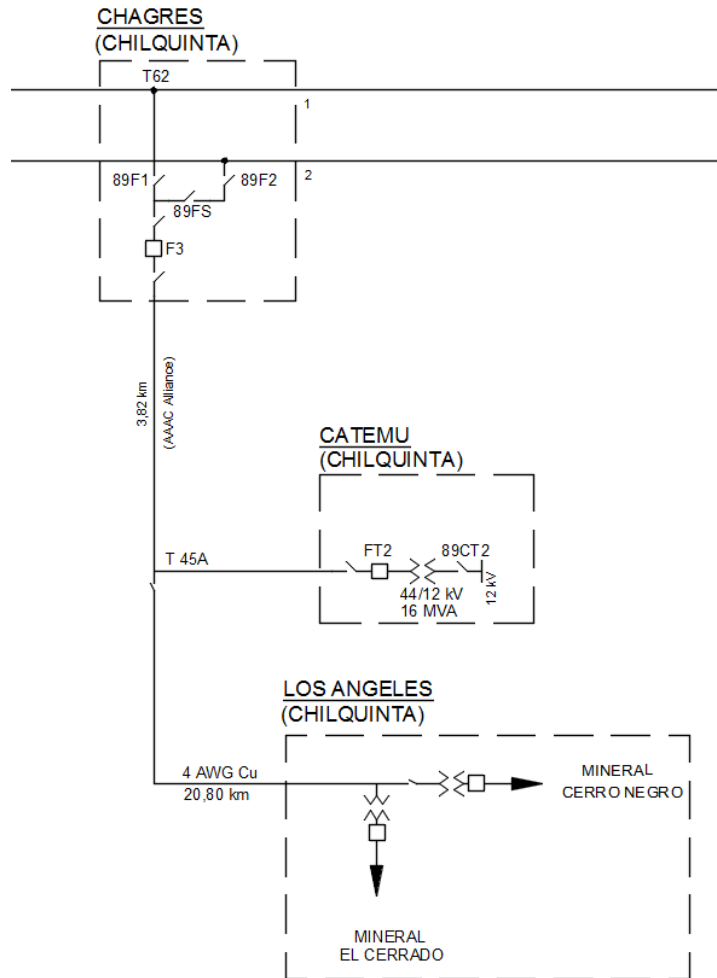 CHAGRES
(CHILQUINTA)
T62
1
2
89F1
89F2
89FS
F3
3,82 km
(AAAC Alliance)
CATEMU
(CHILQUINTA)
T 45A
FT2
89CT2
44/12 kV
16 MVA
12 kV
LOS ANGELES
(CHILQUINTA)
4 AWG Cu
20,80 km
MINERAL
CERRO NEGRO
MINERAL
EL CERRADO